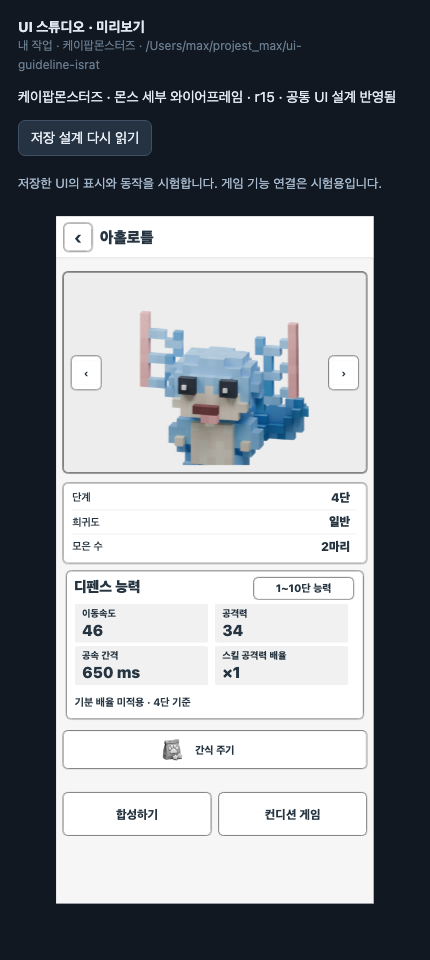 UI 스튜디오 · 미리보기
내 작업 · 케이팝몬스터즈 · /Users/max/projest_max/ui-
guideline-israt
케이팝몬스터즈 · 몬스 세부 와이어프레임 · r15 · 공통 UI 설계 반영됨
저장 설계 다시 읽기
저장한 UI의 표시와 동작을 시험합니다. 게임 기능 연결은 시험용입니다.
‹ 아홀로틀
‹ ›
단계 4단
희귀도 일반
모은 수 2마리
디펜스 능력 1~10단 능력
이동속도 공격력
46 34
공속 간격 스킬 공격력 배율
650 ms ×1
기분 배율 미적용 · 4단 기준
간식 주기
합성하기 컨디션 게임